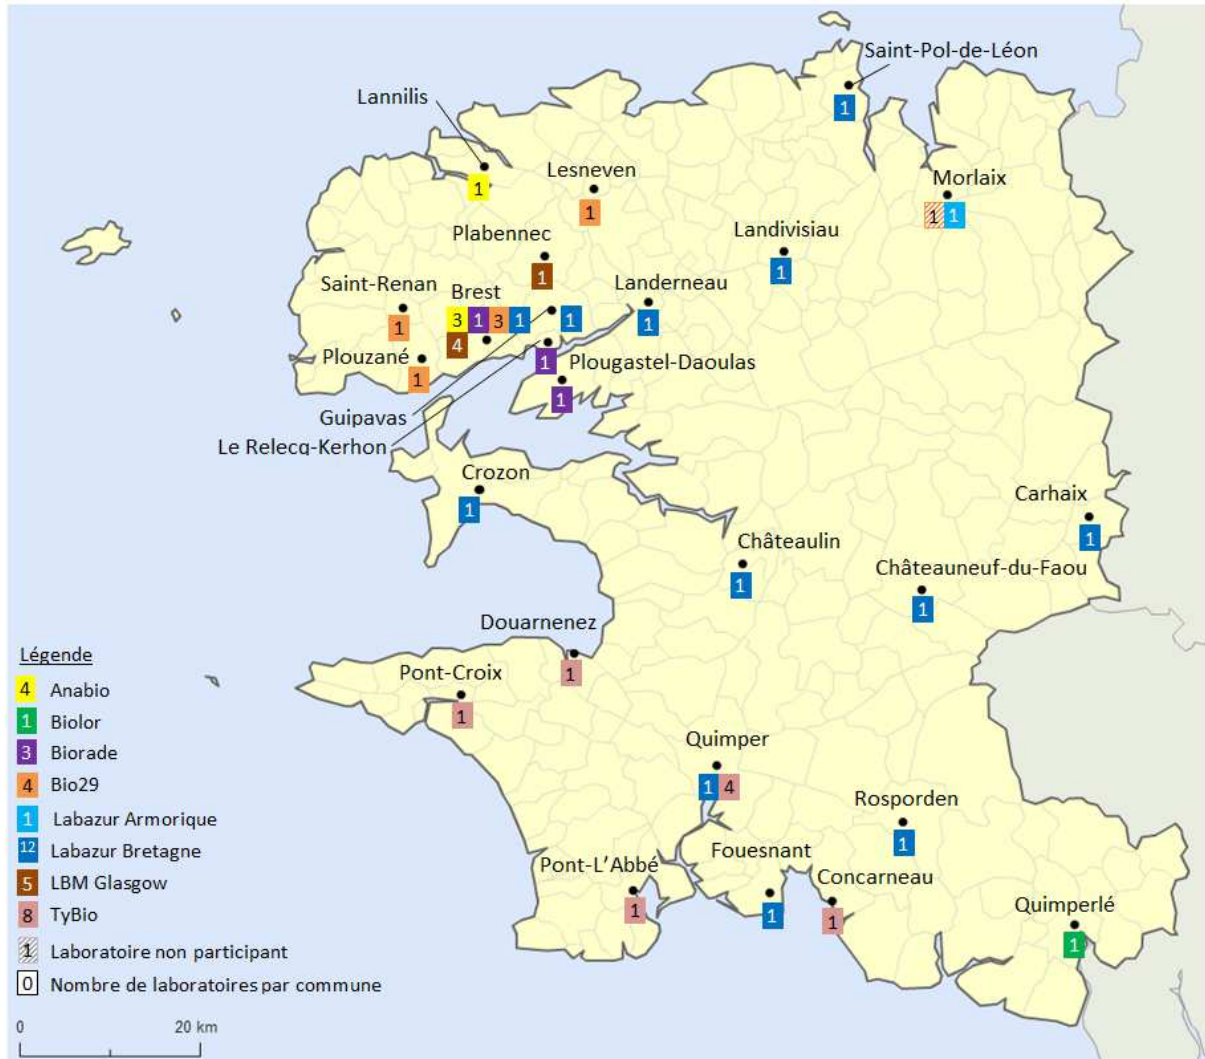 Saint-Pol-de-Léon
1
Lannilis
1
Lesneven
1
Morlaix
1 1
Plabennec
1
Landivisiau
1
Saint-Renan
1
Brest
3 1 3 1
4
1
Landerneau
1
Plouzané
1
1
Plougastel-Daoulas
1
Guipavas
Le Relecq-Kerhon
Crozon
1
Carhaix
1
Châteaulin
1
Châteauneuf-du-Faou
1
Douarnenez
1
Pont-Croix
1
Quimper
1 4
Rosporden
1
Pont-L'Abbé
1
Fouesnant
1
Concarneau
1
Quimperlé
1
Légende
4 Anabio
1 Biolor
3 Biorade
4 Bio29
1 Labazur Armorique
12 Labazur Bretagne
5 LBM Glasgow
8 TyBio
1 Laboratoire non participant
0 Nombre de laboratoires par commune
0 20 km